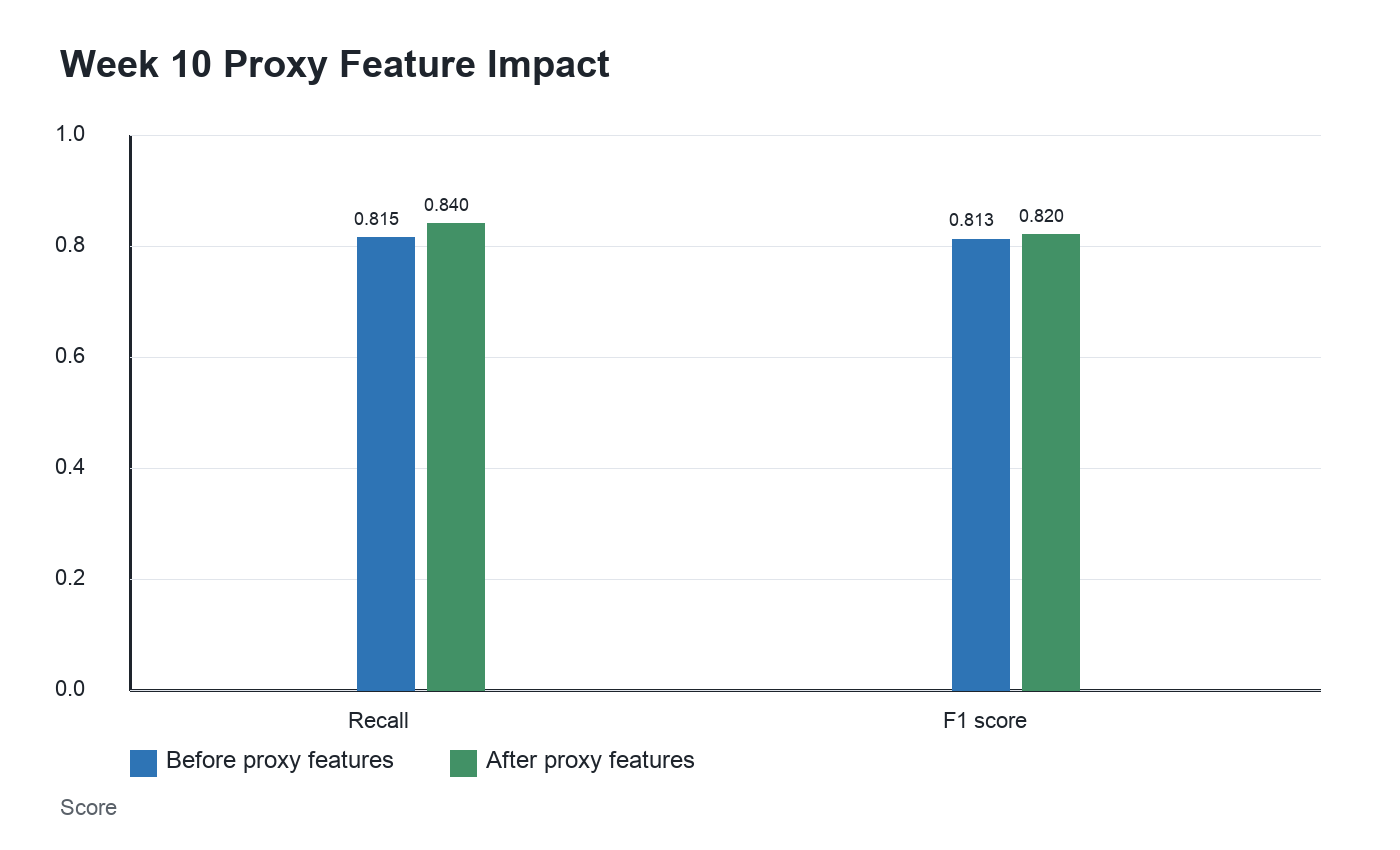 Week 10 Proxy Feature Impact
1.0
0.8
0.6
0.4
0.2
0.0
0.815
0.840
0.813
0.820
Recall
F1 score
Before proxy features
After proxy features
Score